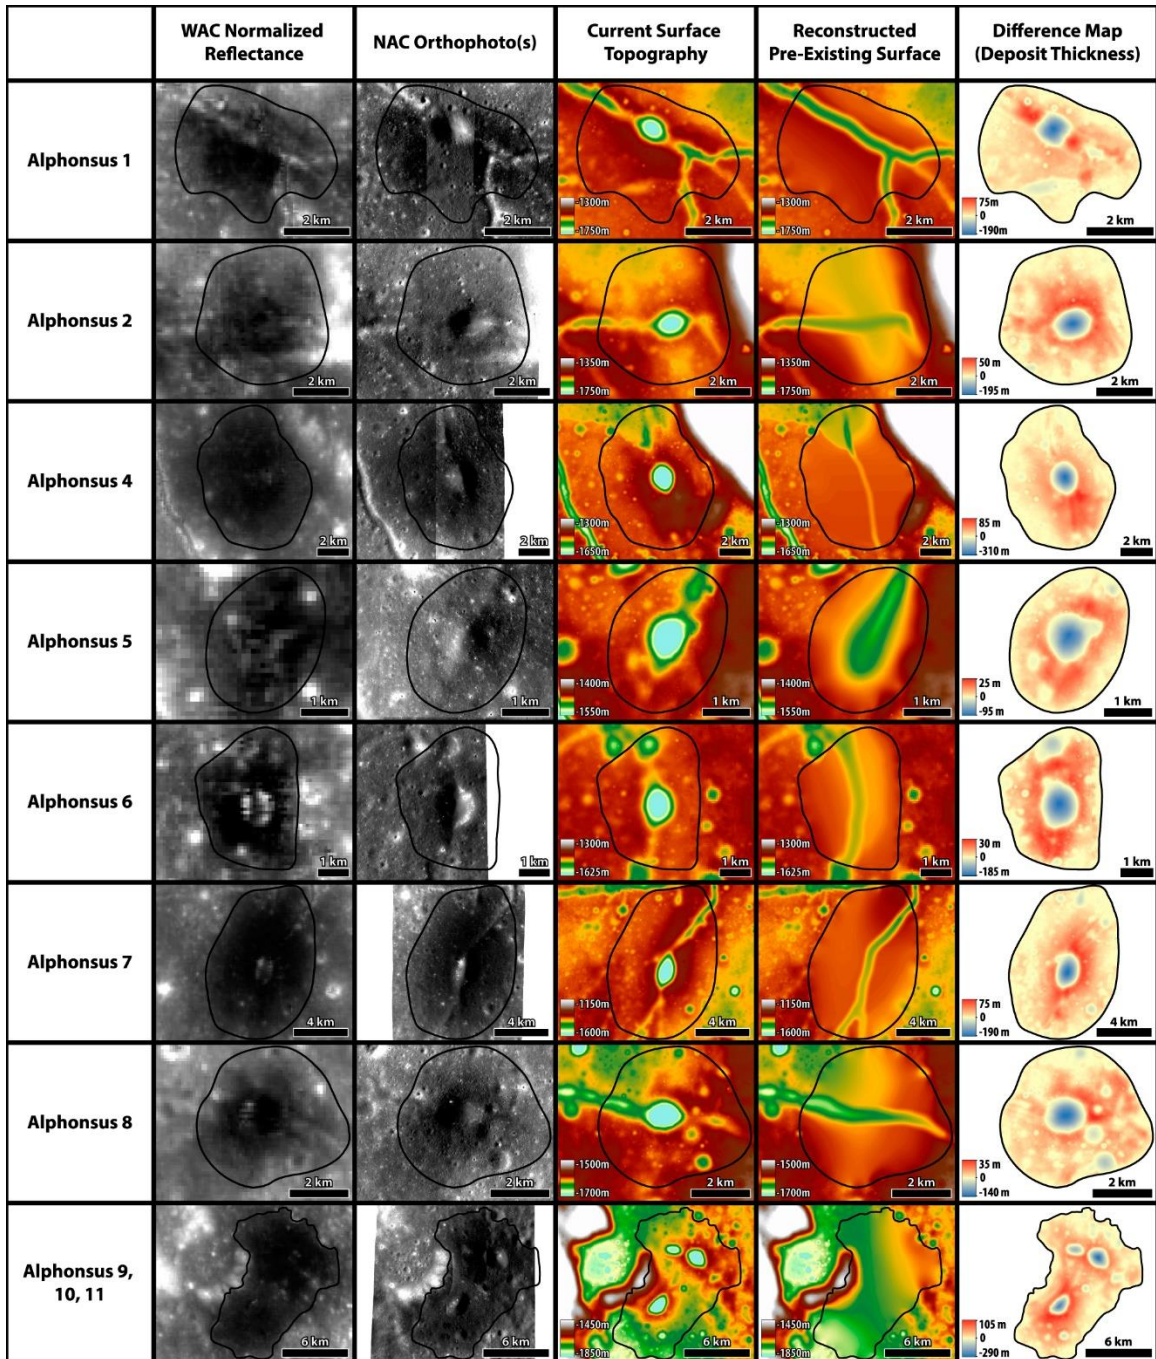 WAC Normalized
Reflectance
NAC Orthophoto(s)
Current Surface
Topography
Reconstructed
Pre-Existing Surface
Difference Map
(Deposit Thickness)
Alphonsus 1
2 km
2 km
-1300m
-1750m
2 km
-1300m
-1750m
2 km
75m
0
-190m
2 km
Alphonsus 2
2 km
2 km
-1350m
-1750m
2 km
-1350m
-1750m
2 km
50 m
0
-195 m
2 km
Alphonsus 4
2 km
2 km
-1300m
-1650m
2 km
-1300m
-1650m
2 km
85 m
0
-310 m
2 km
Alphonsus 5
1 km
1 km
-1400m
-1550m
1 km
-1400m
-1550m
1 km
25 m
0
-95 m
1 km
Alphonsus 6
1 km
1 km
-1300m
-1625m
1 km
-1300m
-1625m
1 km
30 m
0
-185 m
1 km
Alphonsus 7
4 km
4 km
-1150m
-1600m
4 km
-1150m
-1600m
4 km
75 m
0
-190 m
4 km
Alphonsus 8
2 km
2 km
-1500m
-1700m
2 km
-1500m
-1700m
2 km
35 m
0
-140 m
2 km
Alphonsus 9,
10, 11
6 km
6 km
-1450m
-1850m
6 km
-1450m
-1850m
6 km
105 m
0
-290 m
6 km